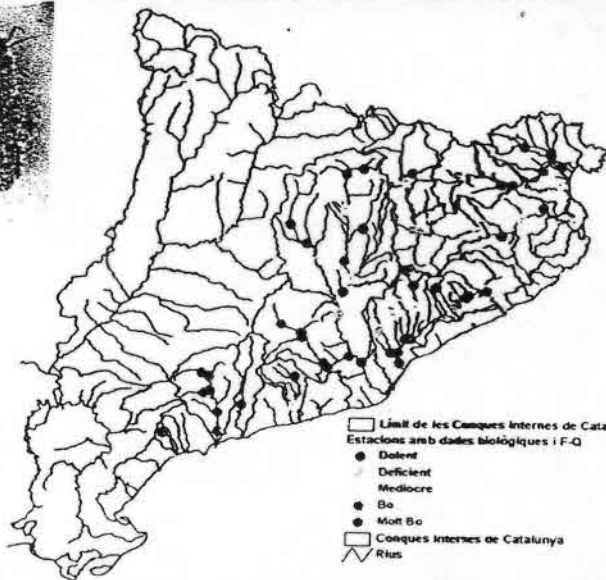 Límit de les Conques Internes de Cata
Estacions amb dades biològiques i F-Q
Dolent
Deficient
Mediocre
Bo
Molt Bo
Conques Internes de Catalunya
Rius